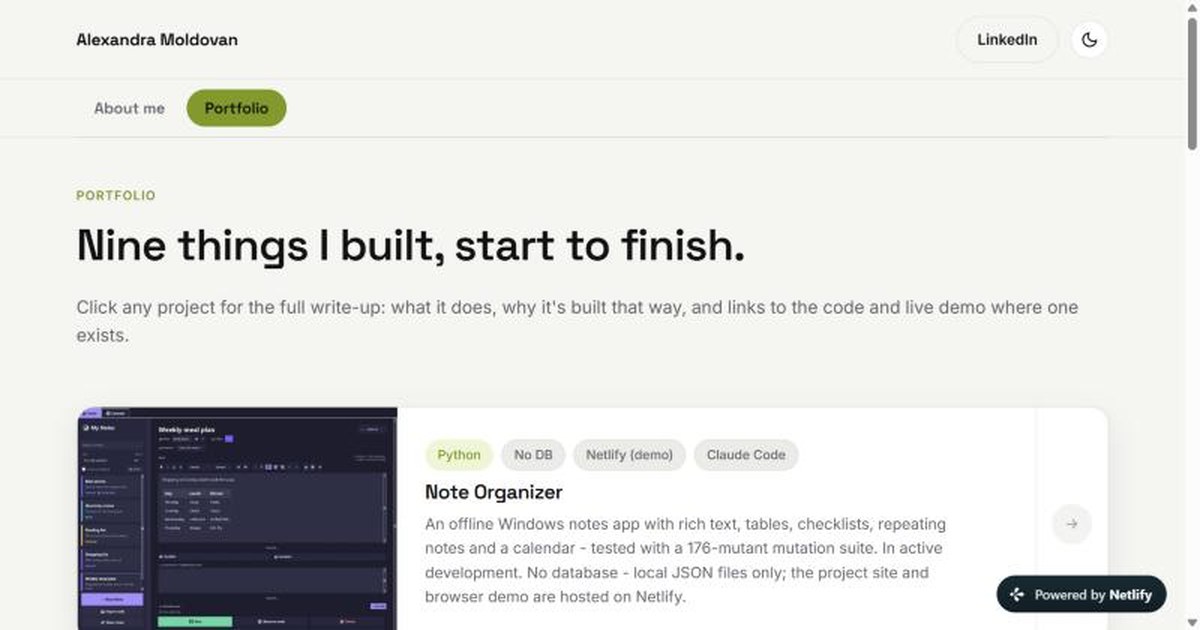 Alexandra Moldovan
LinkedIn
About me
Portfolio
PORTFOLIO
Nine things I built, start to finish.
Click any project for the full write-up: what it does, why it's built that way, and links to the code and live demo where one
exists.
My Notes
Weekly meal plan
Python
No DB
Netlify (demo)
Claude Code
Note Organizer
An offline Windows notes app with rich text, tables, checklists, repeating
notes and a calendar - tested with a 176-mutant mutation suite. In active
development. No database - local JSON files only; the project site and
browser demo are hosted on Netlify.
Powered by Netlify